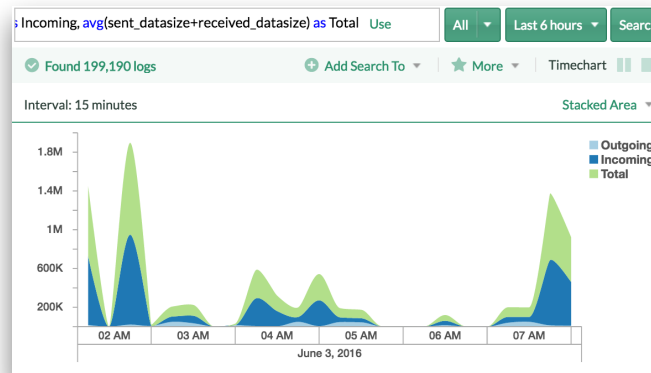 s Incoming, avg(sent_datasize+received_datasize) as Total Use All Last 6 hours Searc
Found 199,190 logs Add Search To More Timechart
Interval: 15 minutes Stacked Area
1.8M
1.4M
1M
600K
200K
Outgoing
Incoming
Total
02 AM 03 AM 04 AM 05 AM 06 AM 07 AM
June 3, 2016